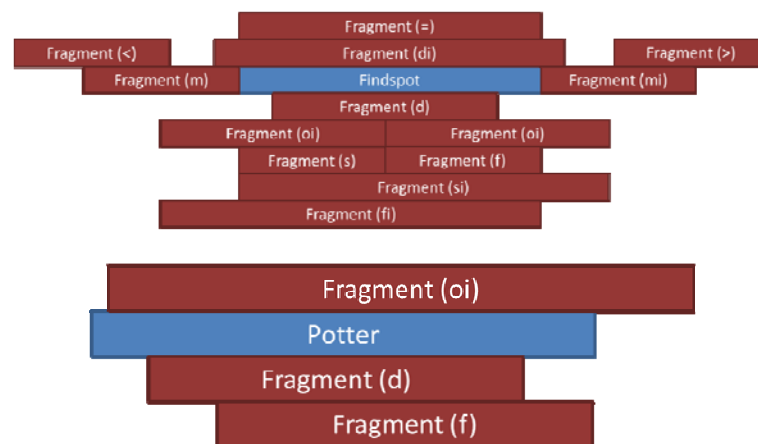 Fragment (=)
Fragment (<) Fragment (di) Fragment (>)
Fragment (m) Findspot Fragment (mi)
Fragment (d)
Fragment (oi) Fragment (oi)
Fragment (s) Fragment (f)
Fragment (si)
Fragment (fi)
Fragment (oi)
Potter
Fragment (d)
Fragment (f)